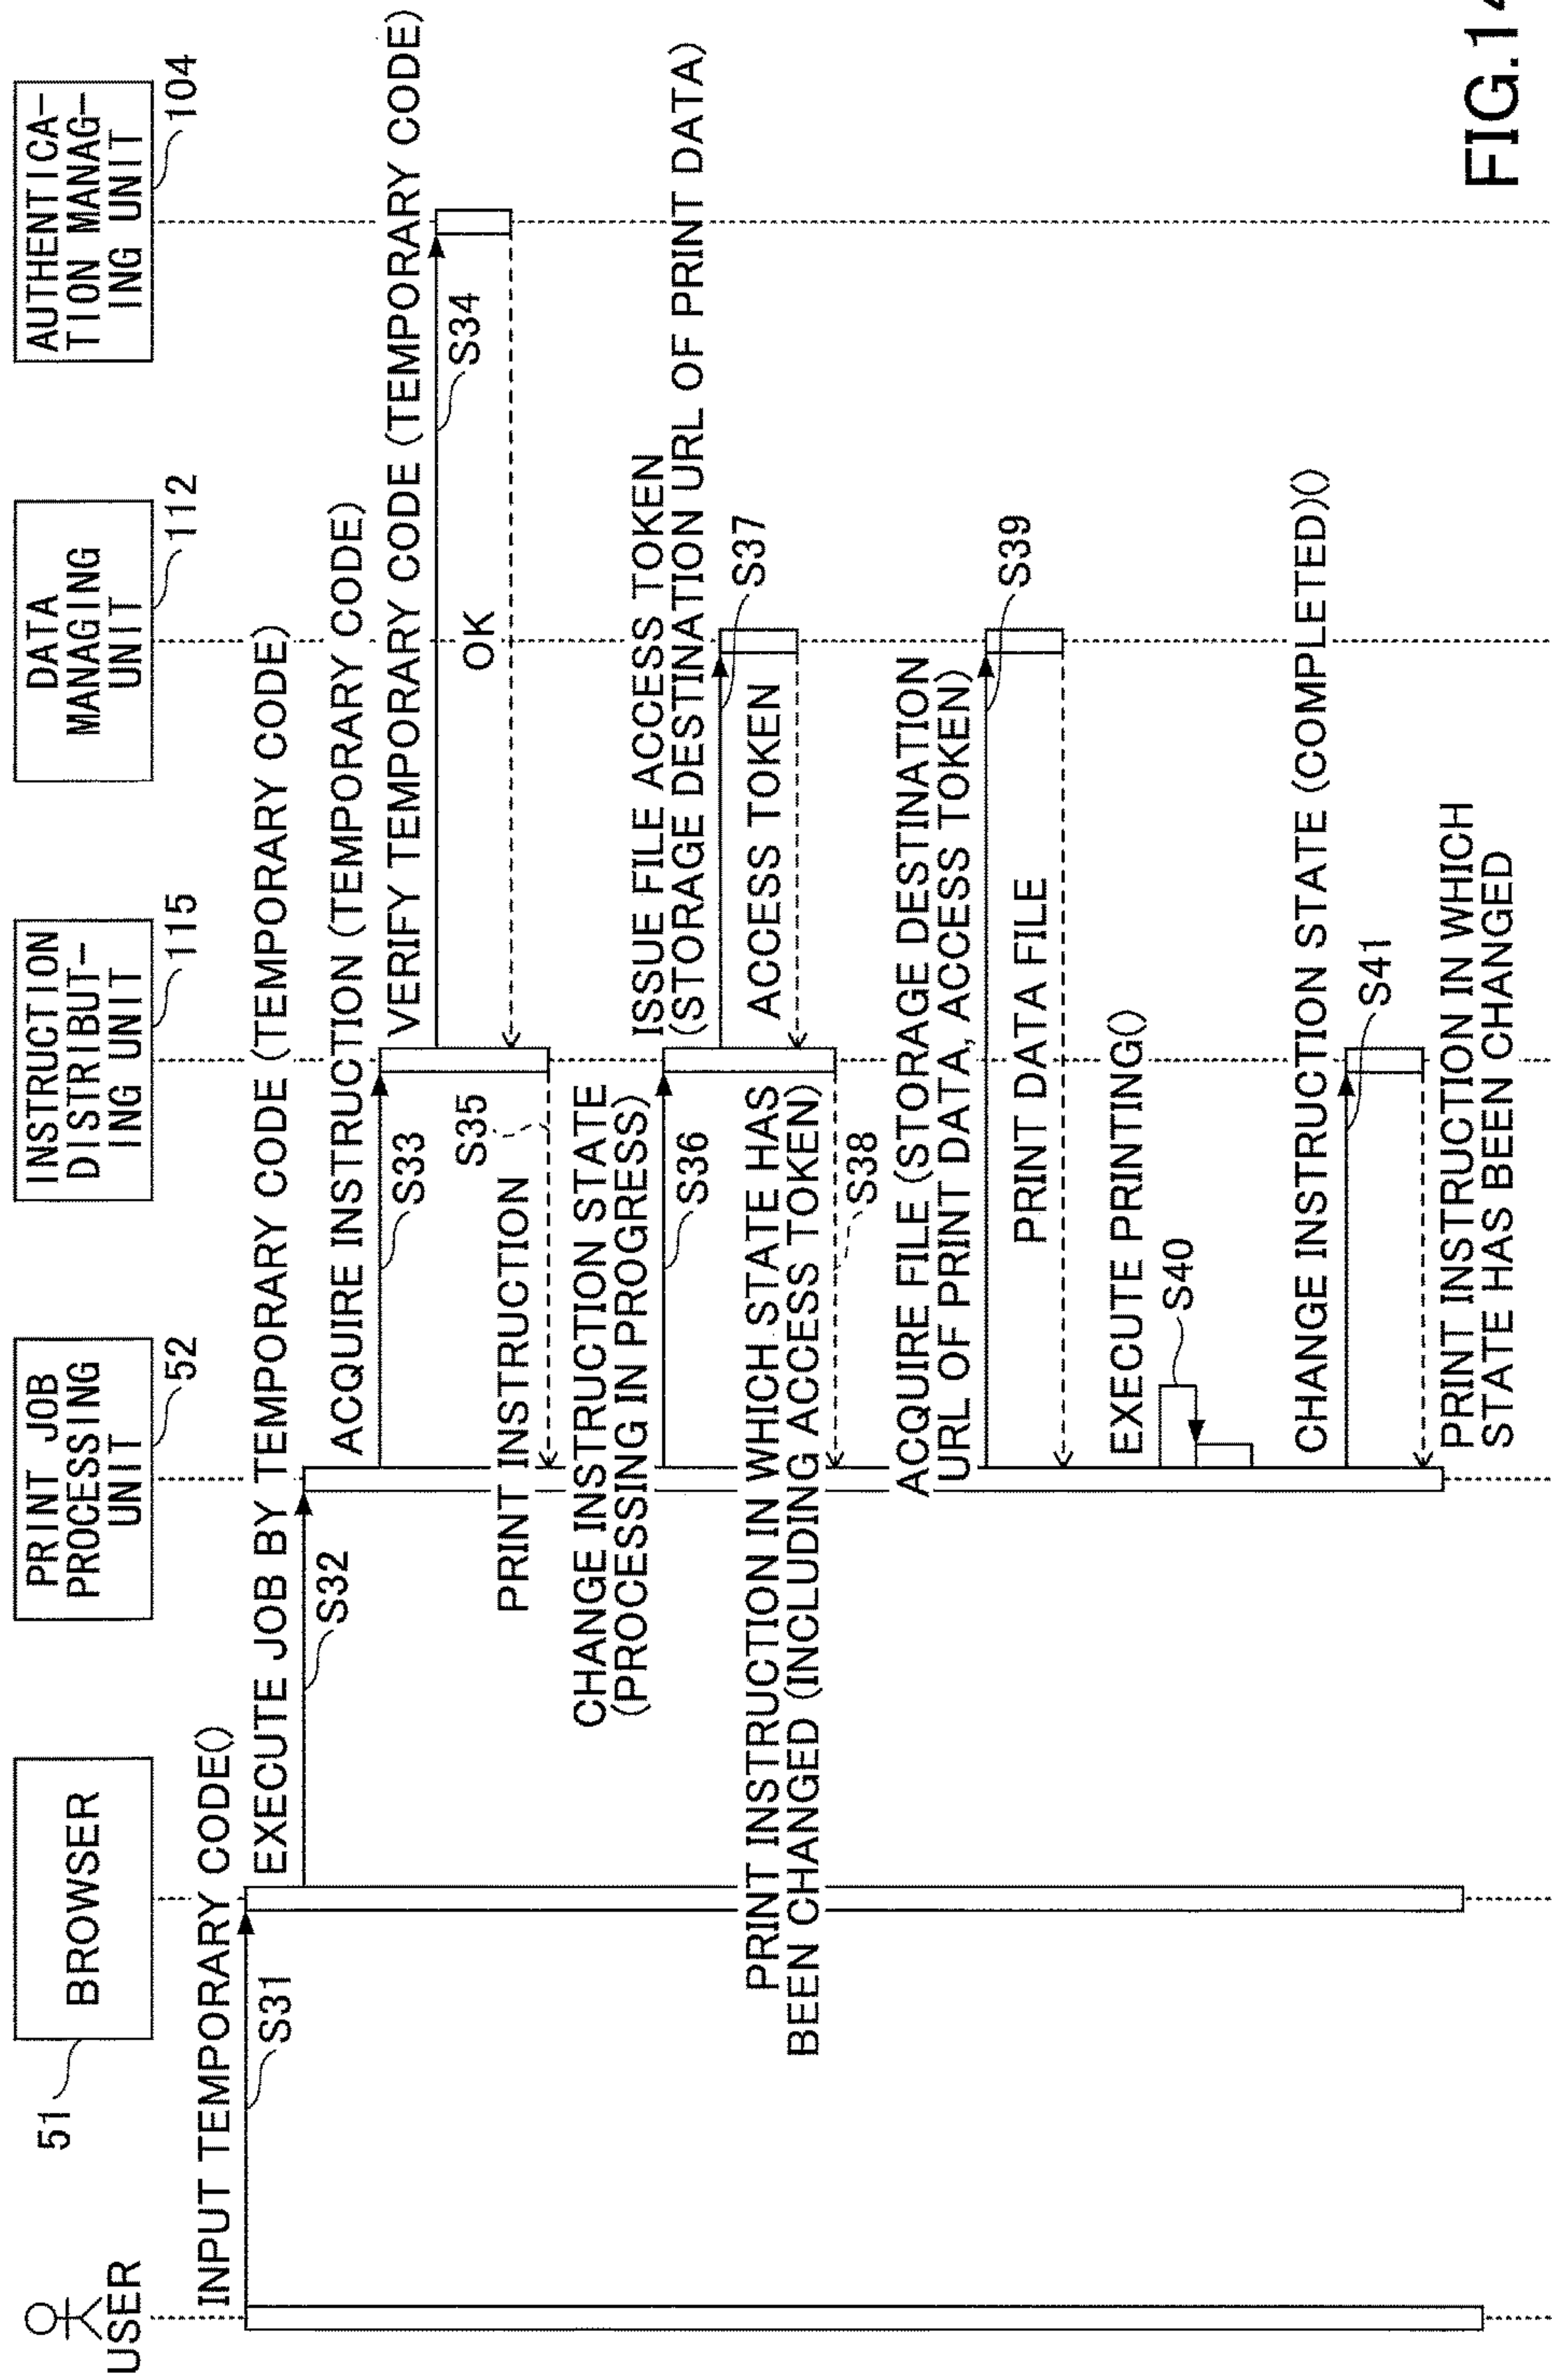 USER
51
BROWSER
PRINT JOB
PROCESSING
UNIT
52
INSTRUCTION
DISTRIBUT-
ING UNIT
115
DATA
MANAGING
UNIT
112
AUTHENTICA-
TION MANAG-
ING UNIT
104
INPUT TEMPORARY CODE()
S31
EXECUTE JOB BY TEMPORARY CODE (TEMPORARY CODE)
S32
ACQUIRE INSTRUCTION (TEMPORARY CODE)
S33
VERIFY TEMPORARY CODE (TEMPORARY CODE)
S34
OK
S35
PRINT INSTRUCTION
CHANGE INSTRUCTION STATE
(PROCESSING IN PROGRESS)
S36
ISSUE FILE ACCESS TOKEN
(STORAGE DESTINATION URL OF PRINT DATA)
S37
ACCESS TOKEN
PRINT INSTRUCTION IN WHICH STATE HAS
BEEN CHANGED (INCLUDING ACCESS TOKEN)
S38
ACQUIRE FILE (STORAGE DESTINATION
URL OF PRINT DATA, ACCESS TOKEN)
S39
PRINT DATA FILE
EXECUTE PRINTING()
S40
CHANGE INSTRUCTION STATE (COMPLETED)()
S41
PRINT INSTRUCTION IN WHICH
STATE HAS BEEN CHANGED
FIG.14